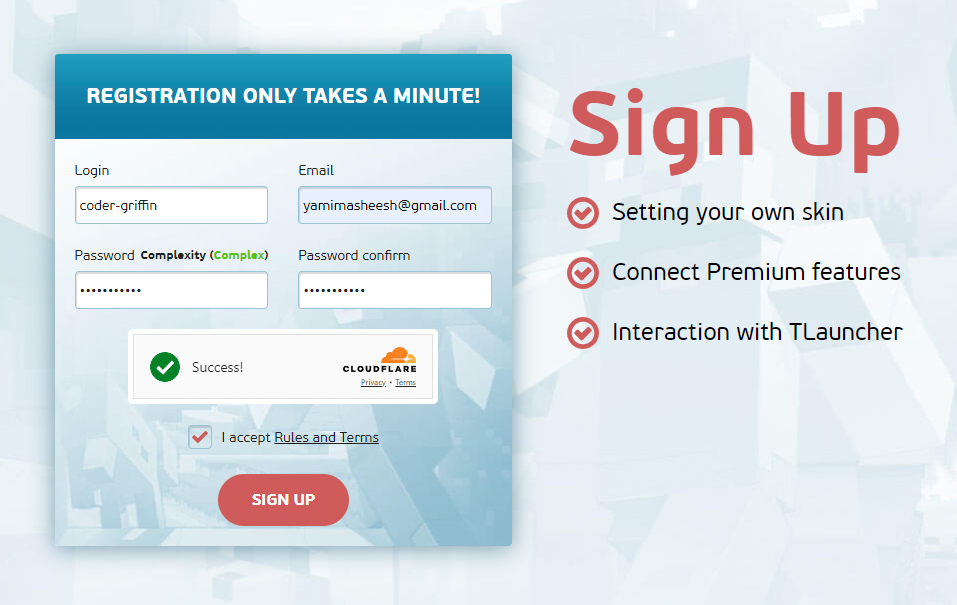 REGISTRATION ONLY TAKES A MINUTE!
Login
Email
coder-griffin
yamimasheesh@gmail.com
Password Complexity (Complex)
Password confirm
•••••••••••
•••••••••••
Success!
CLOUDFLARE
Privacy • Terms
I accept Rules and Terms
SIGN UP
Sign Up
Setting your own skin
Connect Premium features
Interaction with TLauncher